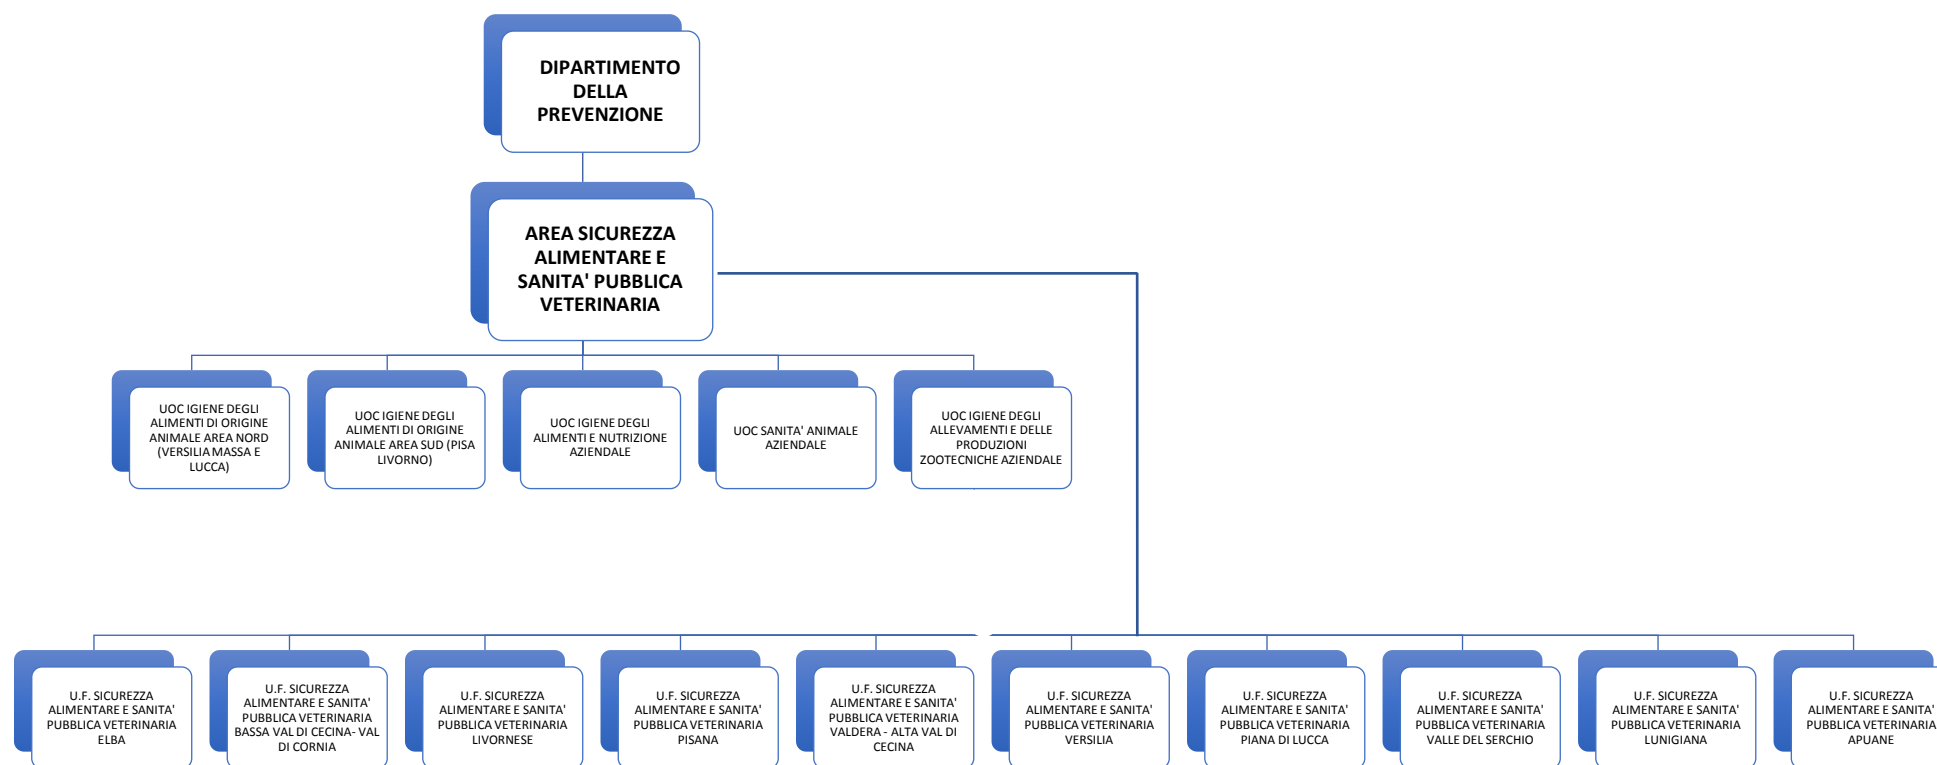 DIPARTIMENTO
DELLA
PREVENZIONE
AREA SICUREZZA
ALIMENTARE E
SANITA' PUBBLICA
VETERINARIA
UOC IGIENE DEGLI
ALIMENTI DI ORIGINE
ANIMALE AREA NORD
(VERSILIA MASSA E
LUCCA)
UOC IGIENE DEGLI
ALIMENTI DI ORIGINE
ANIMALE AREA SUD (PISA
LIVORNO)
UOC IGIENE DEGLI
ALIMENTI E NUTRIZIONE
AZIENDALE
UOC SANITA' ANIMALE
AZIENDALE
UOC IGIENE DEGLI
ALLEVAMENTI E DELLE
PRODUZIONI
ZOOTECNICHE AZIENDALE
U.F. SICUREZZA
ALIMENTARE E SANITA'
PUBBLICA VETERINARIA
ELBA
U.F. SICUREZZA
ALIMENTARE E SANITA'
PUBBLICA VETERINARIA
BASSA VAL DI CECINA- VAL
DI CORNIA
U.F. SICUREZZA
ALIMENTARE E SANITA'
PUBBLICA VETERINARIA
LIVORNESE
U.F. SICUREZZA
ALIMENTARE E SANITA'
PUBBLICA VETERINARIA
PISANA
U.F. SICUREZZA
ALIMENTARE E SANITA'
PUBBLICA VETERINARIA
VALDERA - ALTA VAL DI
CECINA
U.F. SICUREZZA
ALIMENTARE E SANITA'
PUBBLICA VETERINARIA
VERSILIA
U.F. SICUREZZA
ALIMENTARE E SANITA'
PUBBLICA VETERINARIA
PIANA DI LUCCA
U.F. SICUREZZA
ALIMENTARE E SANITA'
PUBBLICA VETERINARIA
VALLE DEL SERCHIO
U.F. SICUREZZA
ALIMENTARE E SANITA'
PUBBLICA VETERINARIA
LUNIGIANA
U.F. SICUREZZA
ALIMENTARE E SANITA'
PUBBLICA VETERINARIA
APUANE